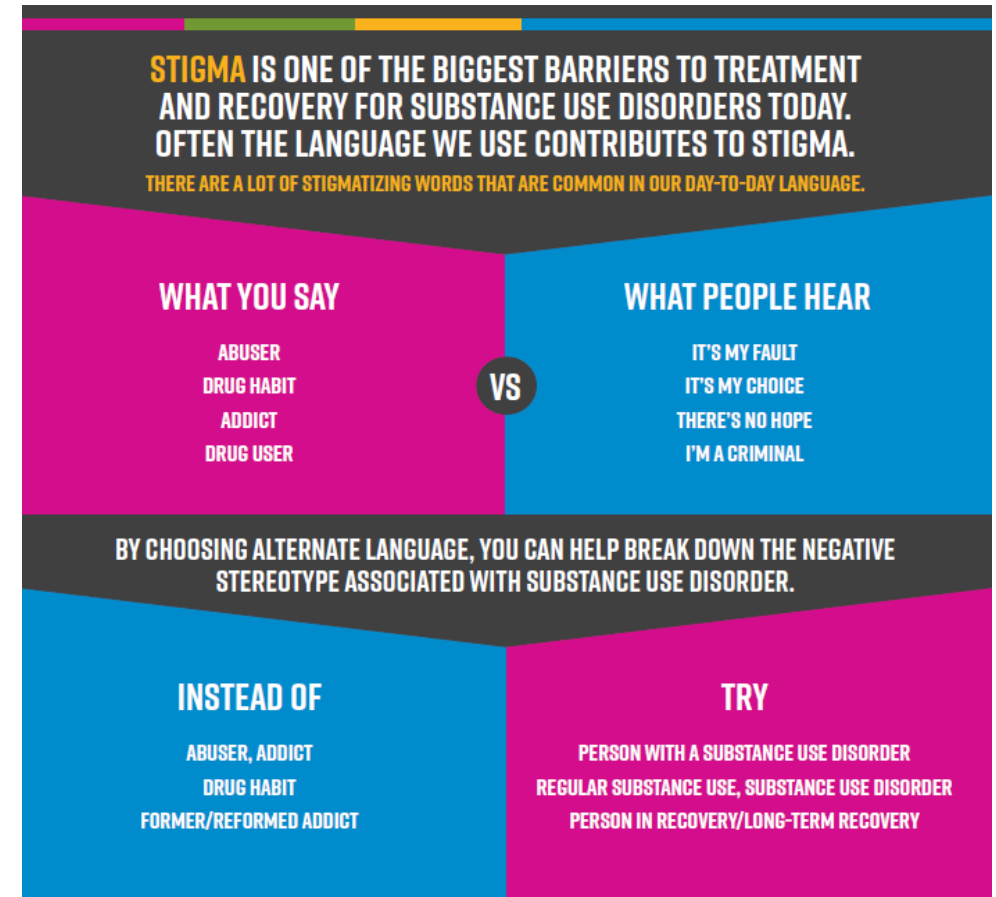 STIGMA IS ONE OF THE BIGGEST BARRIERS TO TREATMENT
AND RECOVERY FOR SUBSTANCE USE DISORDERS TODAY.
OFTEN THE LANGUAGE WE USE CONTRIBUTES TO STIGMA.
THERE ARE A LOT OF STIGMATIZING WORDS THAT ARE COMMON IN OUR DAY-TO-DAY LANGUAGE.
WHAT YOU SAY
ABUSER
DRUG HABIT
ADDICT
DRUG USER
VS
WHAT PEOPLE HEAR
IT'S MY FAULT
IT'S MY CHOICE
THERE'S NO HOPE
I'M A CRIMINAL
BY CHOOSING ALTERNATE LANGUAGE, YOU CAN HELP BREAK DOWN THE NEGATIVE
STEREOTYPE ASSOCIATED WITH SUBSTANCE USE DISORDER.
INSTEAD OF
ABUSER, ADDICT
DRUG HABIT
FORMER/REFORMED ADDICT
TRY
PERSON WITH A SUBSTANCE USE DISORDER
REGULAR SUBSTANCE USE, SUBSTANCE USE DISORDER
PERSON IN RECOVERY/LONG-TERM RECOVERY